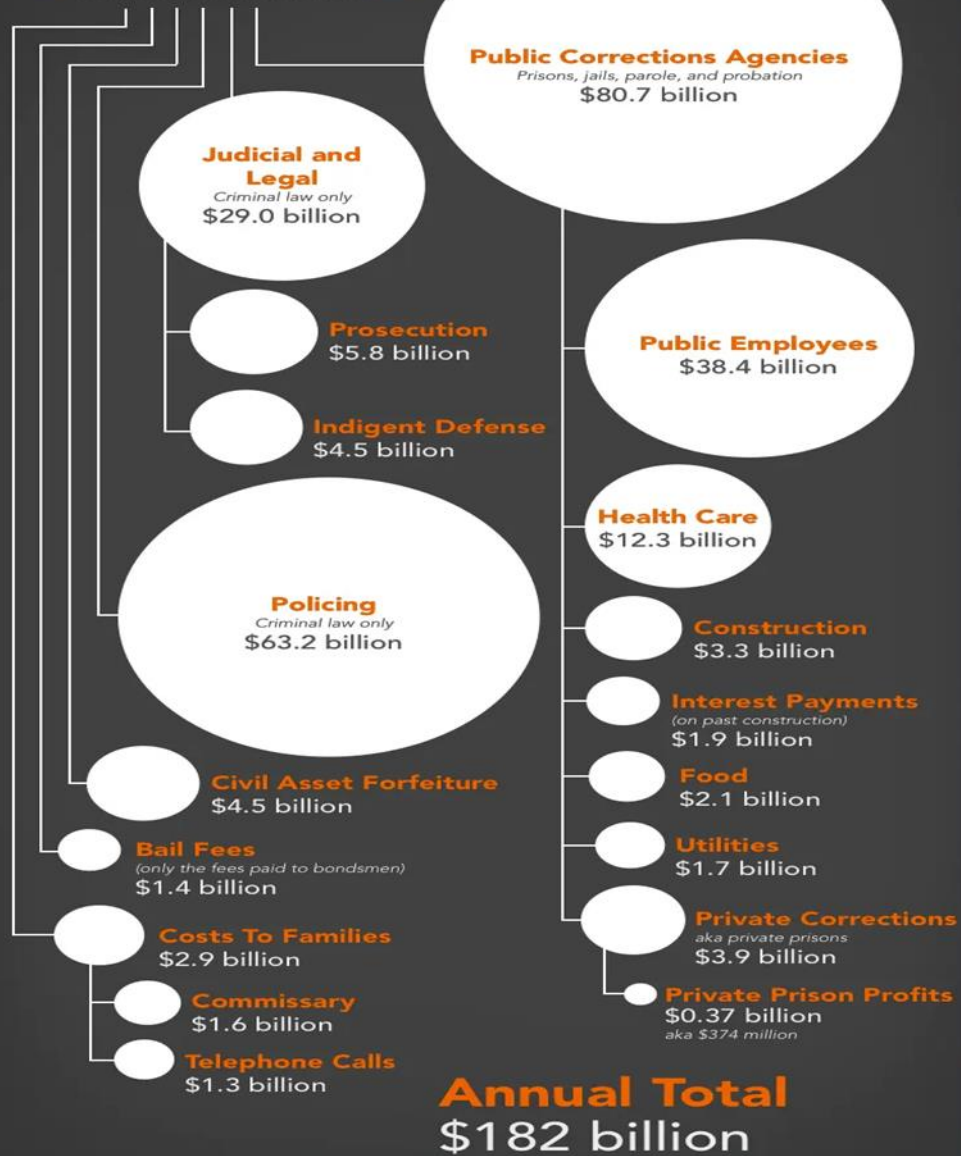 Public Corrections Agencies
Prisons, jails, parole, and probation
$80.7 billion
Judicial and
Legal
Criminal law only
$29.0 billion
Prosecution
$5.8 billion
Indigent Defense
$4.5 billion
Policing
Criminal law only
$63.2 billion
Civil Asset Forfeiture
$4.5 billion
Bail Fees
(only the fees paid to bondsmen)
$1.4 billion
Costs To Families
$2.9 billion
Commissary
$1.6 billion
Telephone Calls
$1.3 billion
Public Employees
$38.4 billion
Health Care
$12.3 billion
Construction
$3.3 billion
Interest Payments
(on past construction)
$1.9 billion
Food
$2.1 billion
Utilities
$1.7 billion
Private Corrections
aka private prisons
$3.9 billion
Private Prison Profits
$0.37 billion
aka $374 million
Annual Total
$182 billion